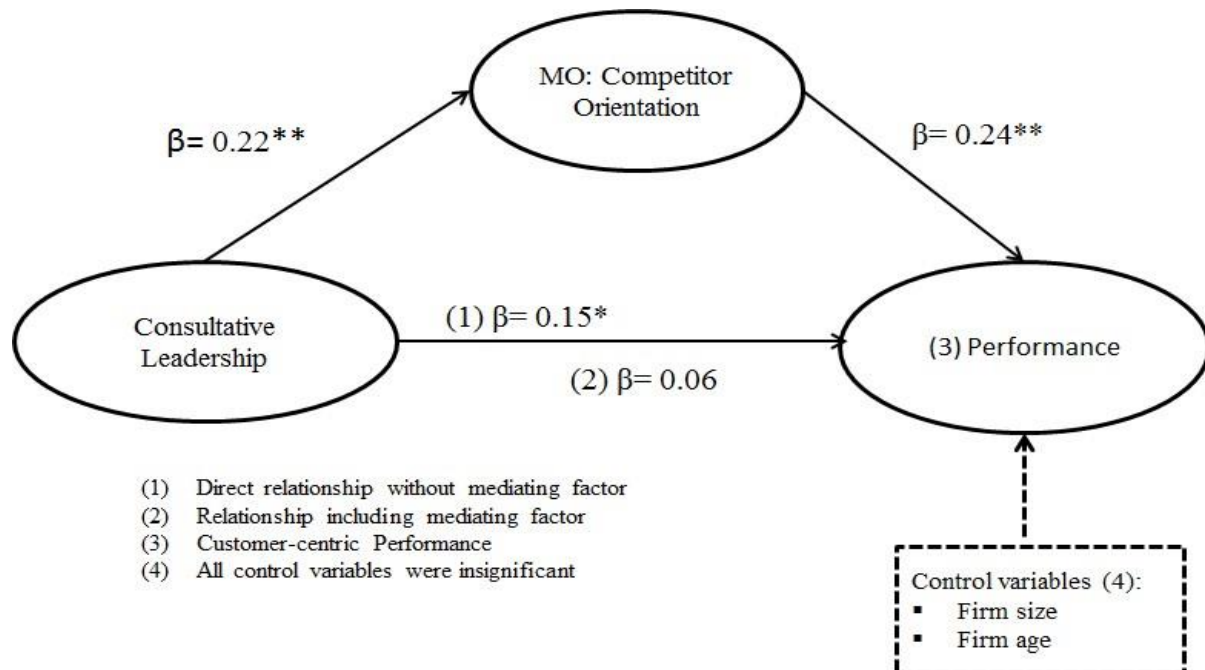 MO: Competitor
Orientation
β= 0.22**
β= 0.24**
Consultative
Leadership
(1) β= 0.15*
(2) β= 0.06
(3) Performance
(1) Direct relationship without mediating factor
(2) Relationship including mediating factor
(3) Customer-centric Performance
(4) All control variables were insignificant
Control variables (4):
▪ Firm size
▪ Firm age